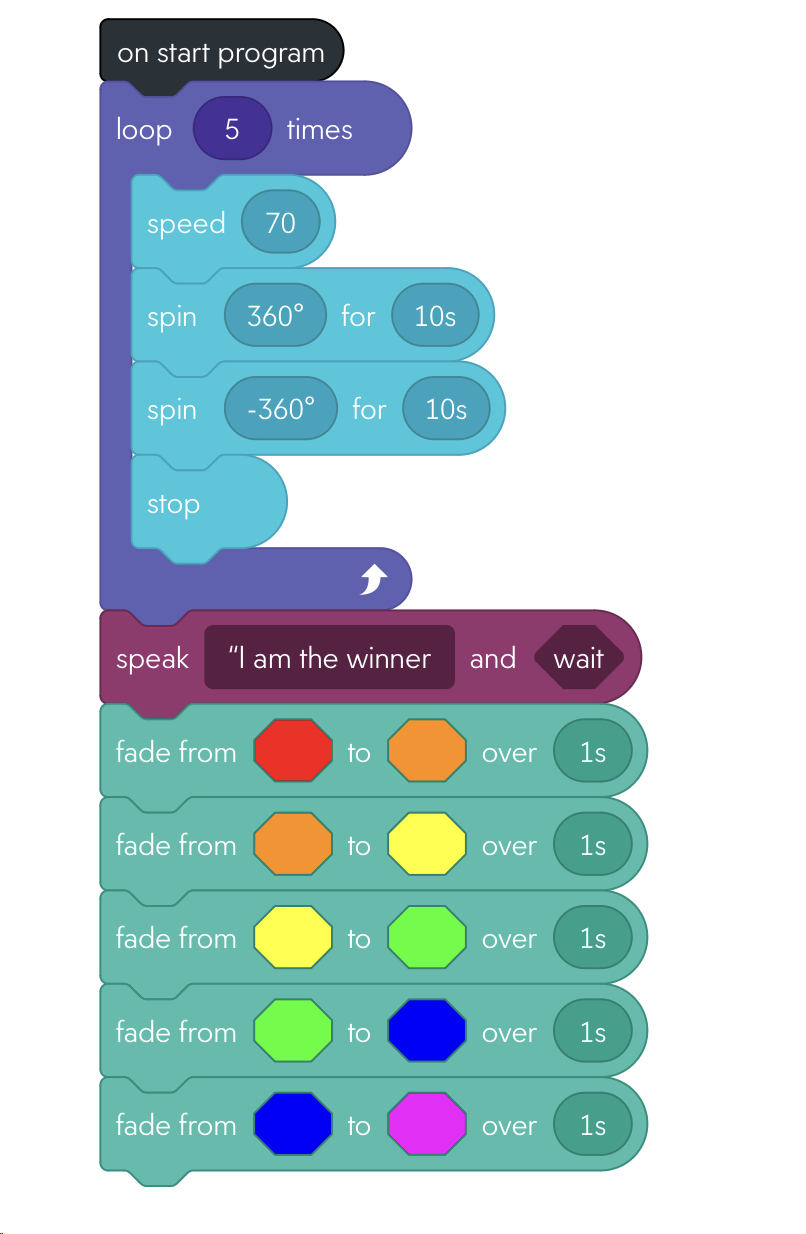 on start program
loop 5 times
speed 70
spin 360° for 10s
spin -360° for 10s
stop
speak “I am the winner and wait
fade from to over 1s
fade from to over 1s
fade from to over 1s
fade from to over 1s
fade from to over 1s